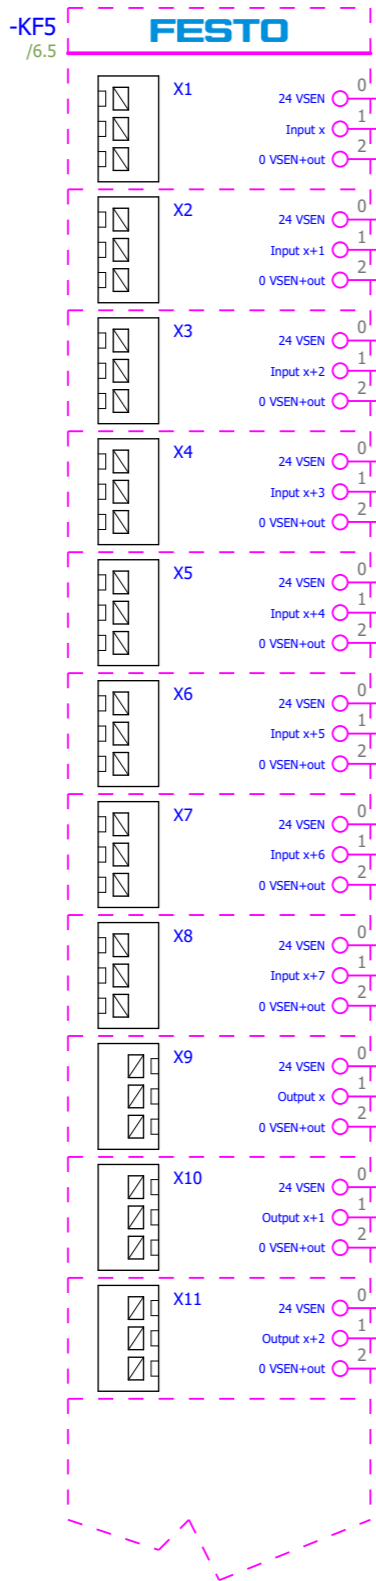 -KF5 FESTO
/6.5
X1 24 VSEN 0
Input x 1
0 VSEN+out 2
X2 24 VSEN 0
Input x+1 1
0 VSEN+out 2
X3 24 VSEN 0
Input x+2 1
0 VSEN+out 2
X4 24 VSEN 0
Input x+3 1
0 VSEN+out 2
X5 24 VSEN 0
Input x+4 1
0 VSEN+out 2
X6 24 VSEN 0
Input x+5 1
0 VSEN+out 2
X7 24 VSEN 0
Input x+6 1
0 VSEN+out 2
X8 24 VSEN 0
Input x+7 1
0 VSEN+out 2
X9 24 VSEN 0
Output x 1
0 VSEN+out 2
X10 24 VSEN 0
Output x+1 1
0 VSEN+out 2
X11 24 VSEN 0
Output x+2 1
0 VSEN+out 2